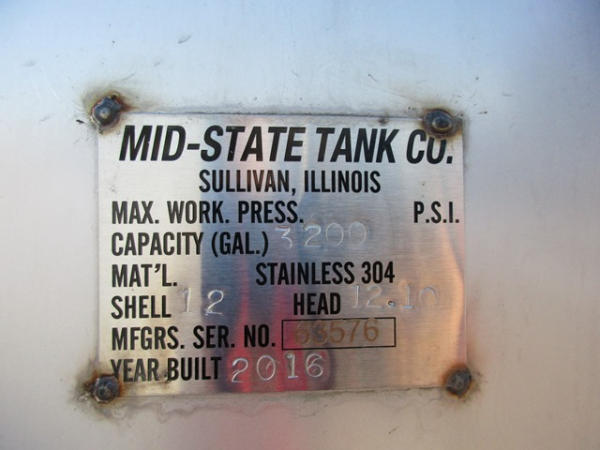 MID-STATE TANK CO.
SULLIVAN, ILLINOIS
MAX. WORK. PRESS. P.S.I.
CAPACITY (GAL.) 3200
MAT'L. STAINLESS 304
SHELL 12 HEAD 12.10
MFGRS. SER. NO. 63576
YEAR BUILT 2016